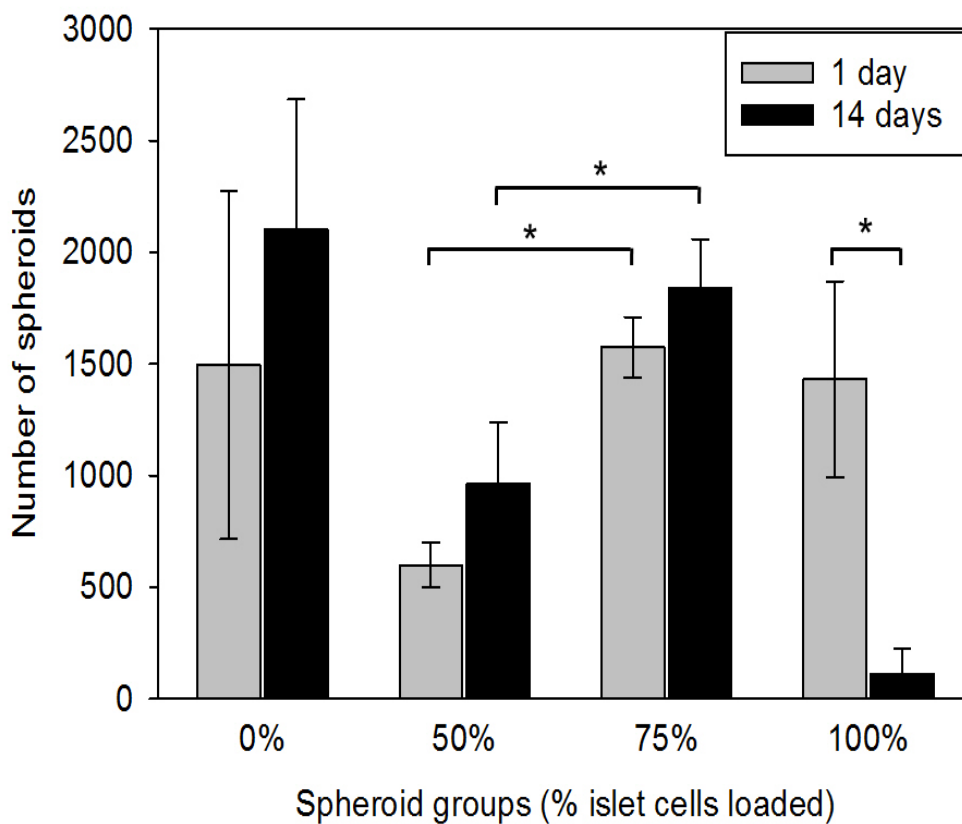 3000
2500
2000
1500
1000
500
0
Number of spheroids
1 day
14 days
*
*
*
0% 50% 75% 100%
Spheroid groups (% islet cells loaded)